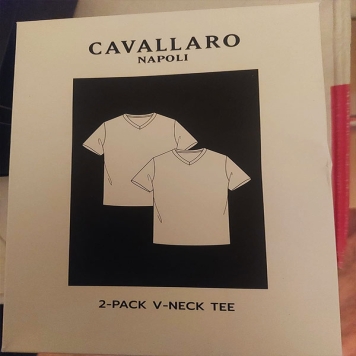 CAVALLARO
NAPOLI
2-PACK V-NECK TEE